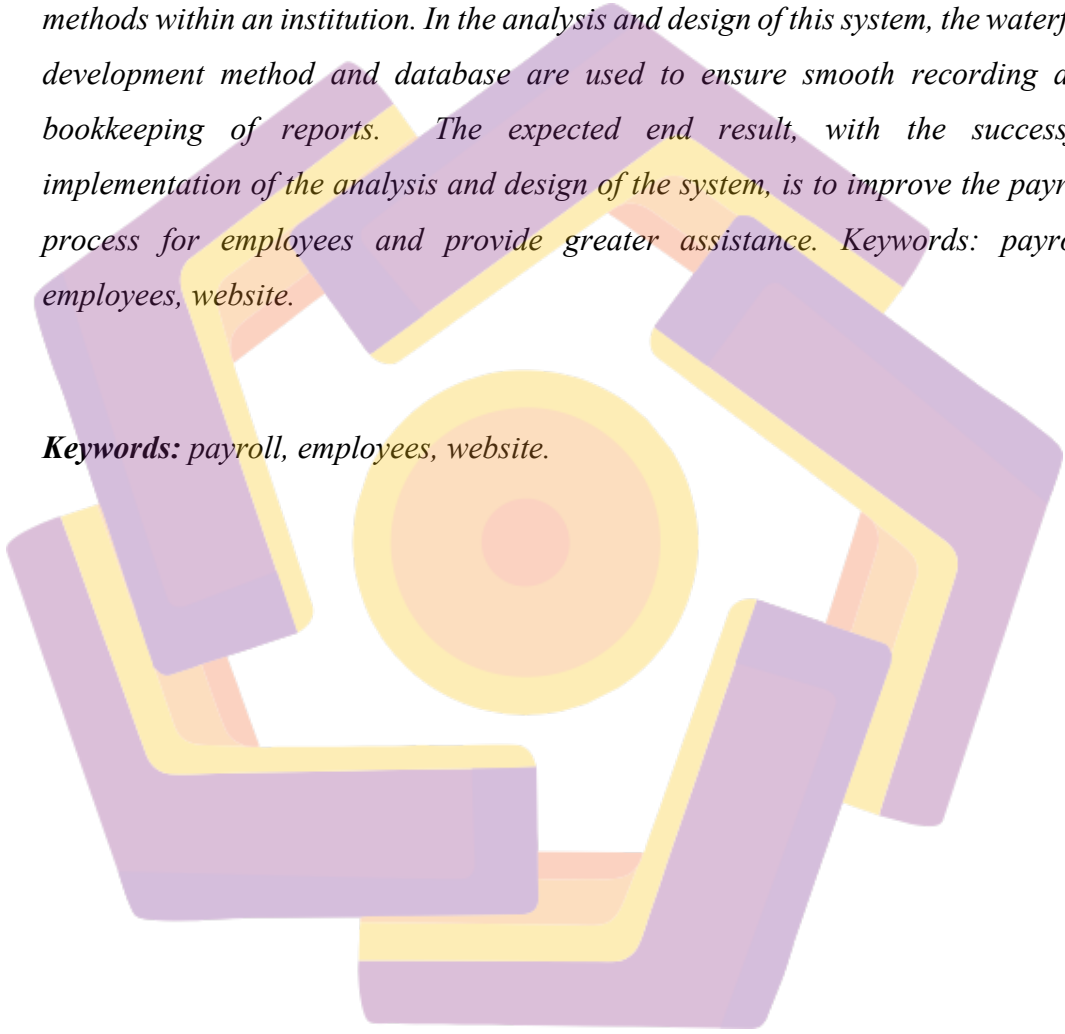 methods within an institution. In the analysis and design of this system, the waterf
development method and database are used to ensure smooth recording a
bookkeeping of reports. The expected end result, with the success
implementation of the analysis and design of the system, is to improve the payr
process for employees and provide greater assistance. Keywords: payro
employees, website.
Keywords: payroll, employees, website.